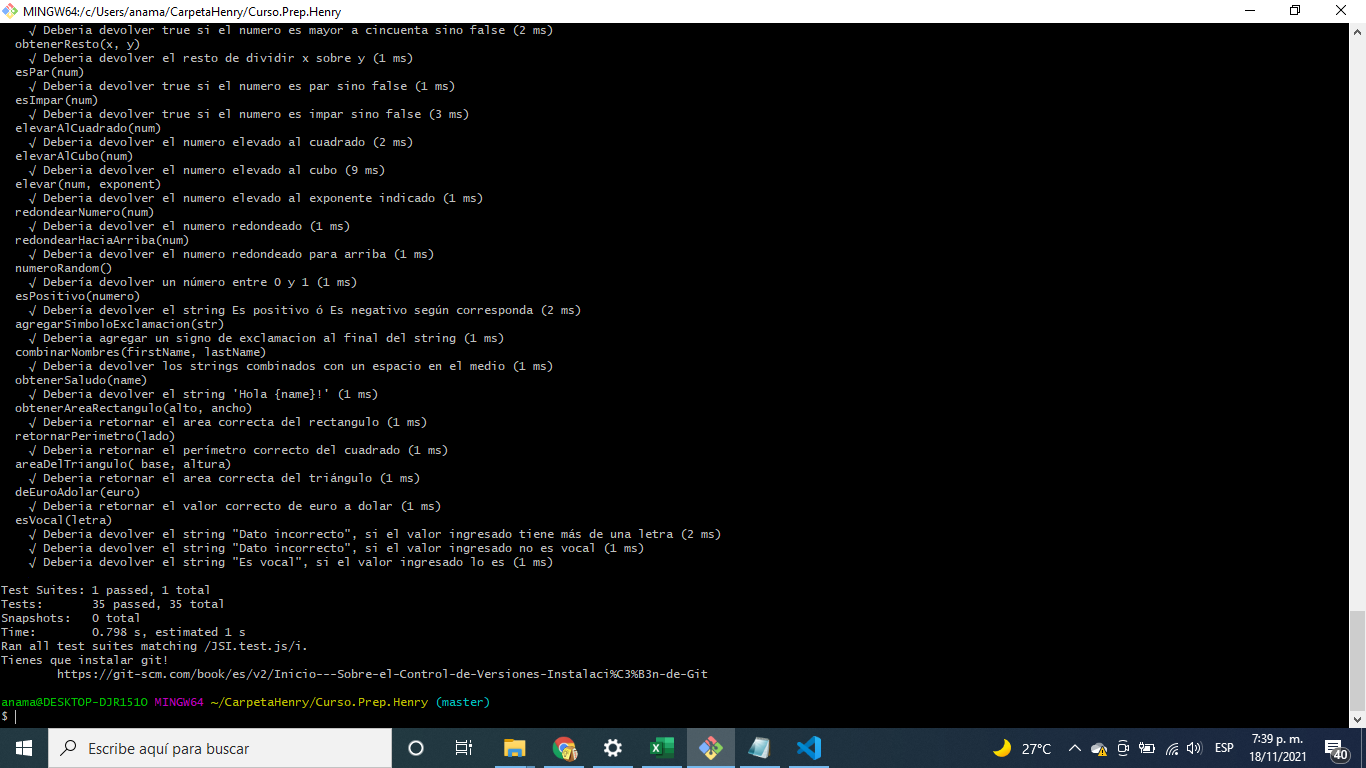 MINGW64:/c/Users/anama/CarpetaHenry/Curso.Prep.Henry
√ Deberia devolver true si el numero es mayor a cincuenta sino false (2 ms)
obtenerResto(x, y)
√ Deberia devolver el resto de dividir x sobre y (1 ms)
esPar(num)
√ Deberia devolver true si el numero es par sino false (1 ms)
esImpar(num)
√ Deberia devolver true si el numero es impar sino false (3 ms)
elevarAlCuadrado(num)
√ Deberia devolver el numero elevado al cuadrado (2 ms)
elevarAlCubo(num)
√ Deberia devolver el numero elevado al cubo (9 ms)
elevar(num, exponent)
√ Deberia devolver el numero elevado al exponente indicado (1 ms)
redondearNumero(num)
√ Deberia devolver el numero redondeado (1 ms)
redondearHaciaArriba(num)
√ Deberia devolver el numero redondeado para arriba (1 ms)
numeroRandom()
√ Debería devolver un número entre 0 y 1 (1 ms)
esPositivo(numero)
√ Debería devolver el string Es positivo ó Es negativo según corresponda (2 ms)
agregarSimboloExclamacion(str)
√ Deberia agregar un signo de exclamacion al final del string (1 ms)
combinarNombres(firstName, lastName)
√ Deberia devolver los strings combinados con un espacio en el medio (1 ms)
obtenerSaludo(name)
√ Deberia devolver el string 'Hola {name}!' (1 ms)
obtenerAreaRectangulo(alto, ancho)
√ Deberia retornar el area correcta del rectangulo (1 ms)
retornarPerimetro(lado)
√ Deberia retornar el perímetro correcto del cuadrado (1 ms)
areaDelTriangulo( base, altura)
√ Deberia retornar el area correcta del triángulo (1 ms)
deEuroAdolar(euro)
√ Deberia retornar el valor correcto de euro a dolar (1 ms)
esVocal(letra)
√ Deberia devolver el string "Dato incorrecto", si el valor ingresado tiene más de una letra (2 ms)
√ Deberia devolver el string "Dato incorrecto", si el valor ingresado no es vocal (1 ms)
√ Deberia devolver el string "Es vocal", si el valor ingresado lo es (1 ms)
Test Suites: 1 passed, 1 total
Tests:       35 passed, 35 total
Snapshots:   0 total
Time:        0.798 s, estimated 1 s
Ran all test suites matching /JSI.test.js/i.
Tienes que instalar git!
https://git-scm.com/book/es/v2/Inicio---Sobre-el-Control-de-Versiones-Instalaci%C3%B3n-de-Git
anama@DESKTOP-DJR151O MINGW64 ~/CarpetaHenry/Curso.Prep.Henry (master)
$
Escribe aquí para buscar
27°C
ESP
7:39 p. m.
18/11/2021
40